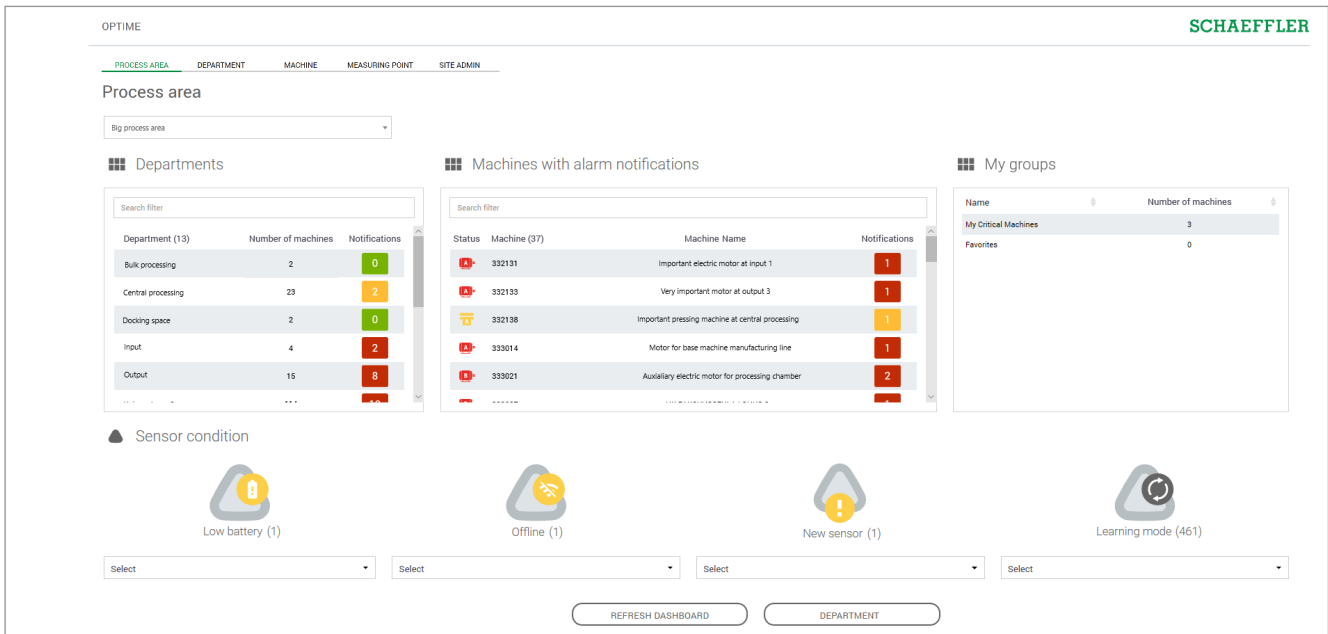 OPTIME
SCHAEFFLER
PROCESS AREA DEPARTMENT MACHINE MEASURING POINT SITE ADMIN
Process area
Big process area
Departments
Search filter
Department (13) Number of machines Notifications
Bulk processing 2 0
Central processing 23 2
Docking space 2 0
Input 4 2
Output 15 8
Machines with alarm notifications
Search filter
Status Machine (37) Machine Name Notifications
A 332131 Important electric motor at input 1 1
A 332133 Very important motor at output 3 1
A 332138 Important pressing machine at central processing 1
A 333014 Motor for base machine manufacturing line 1
B 333021 Auxialiary electric motor for processing chamber 2
My groups
Name Number of machines
My Critical Machines 3
Favorites 0
Sensor condition
Low battery (1)
Offline (1)
New sensor (1)
Learning mode (461)
Select
Select
Select
Select
REFRESH DASHBOARD
DEPARTMENT